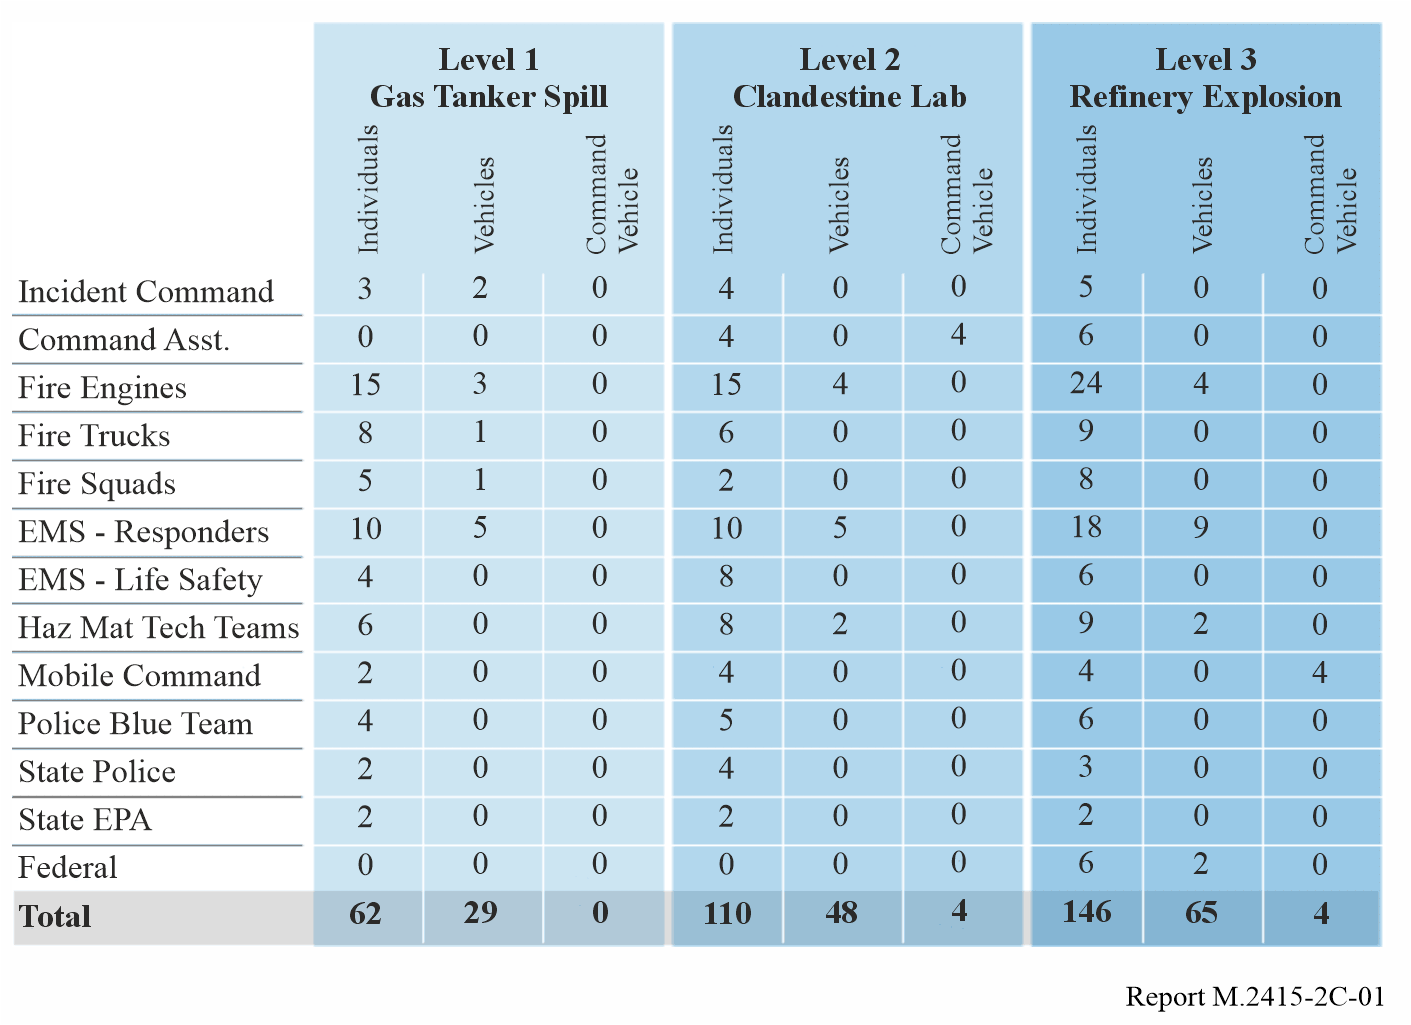 Level 1 Level 2 Level 3
Gas Tanker Spill Clandestine Lab Refinery Explosion
Individuals Vehicles Command Vehicle Individuals Vehicles Command Vehicle Individuals Vehicles Command Vehicle
Incident Command 3 2 0 4 0 0 5 0 0
Command Asst. 0 0 0 4 0 4 6 0 0
Fire Engines 15 3 0 15 4 0 24 4 0
Fire Trucks 8 1 0 6 0 0 9 0 0
Fire Squads 5 1 0 2 0 0 8 0 0
EMS - Responders 10 5 0 10 5 0 18 9 0
EMS - Life Safety 4 0 0 8 0 0 6 0 0
Haz Mat Tech Teams 6 0 0 8 2 0 9 2 0
Mobile Command 2 0 0 4 0 0 4 0 4
Police Blue Team 4 0 0 5 0 0 6 0 0
State Police 2 0 0 4 0 0 3 0 0
State EPA 2 0 0 2 0 0 2 0 0
Federal 0 0 0 0 0 0 6 2 0
Total 62 29 0 110 48 4 146 65 4
Report M.2415-2C-01